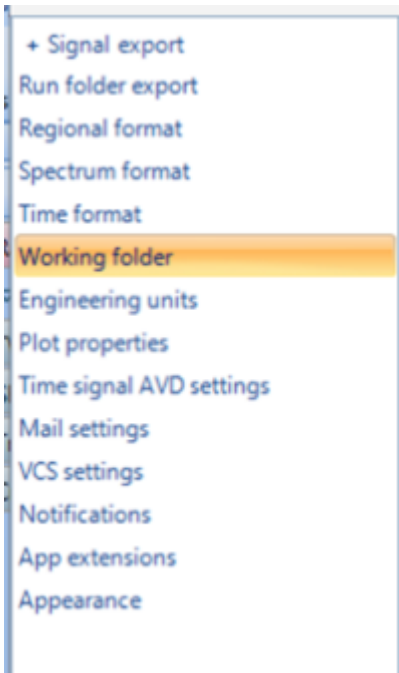 + Signal export
Run folder export
Regional format
Spectrum format
Time format
Working folder
Engineering units
Plot properties
Time signal AVD settings
Mail settings
VCS settings
Notifications
App extensions
Appearance